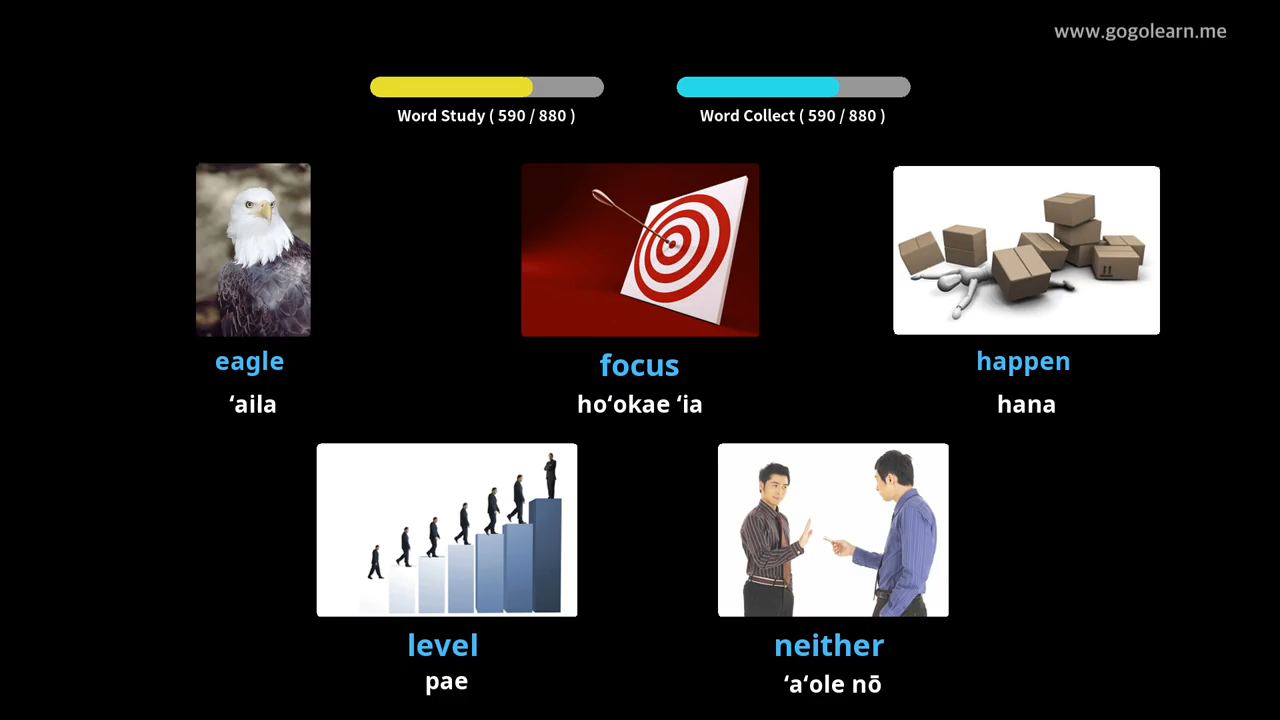 www.gogolearn.me
Word Study ( 590 / 880 )
Word Collect ( 590 / 880 )
eagle
ʻaila
focus
hoʻokae ʻia
happen
hana
level
pae
neither
ʻaʻole nō